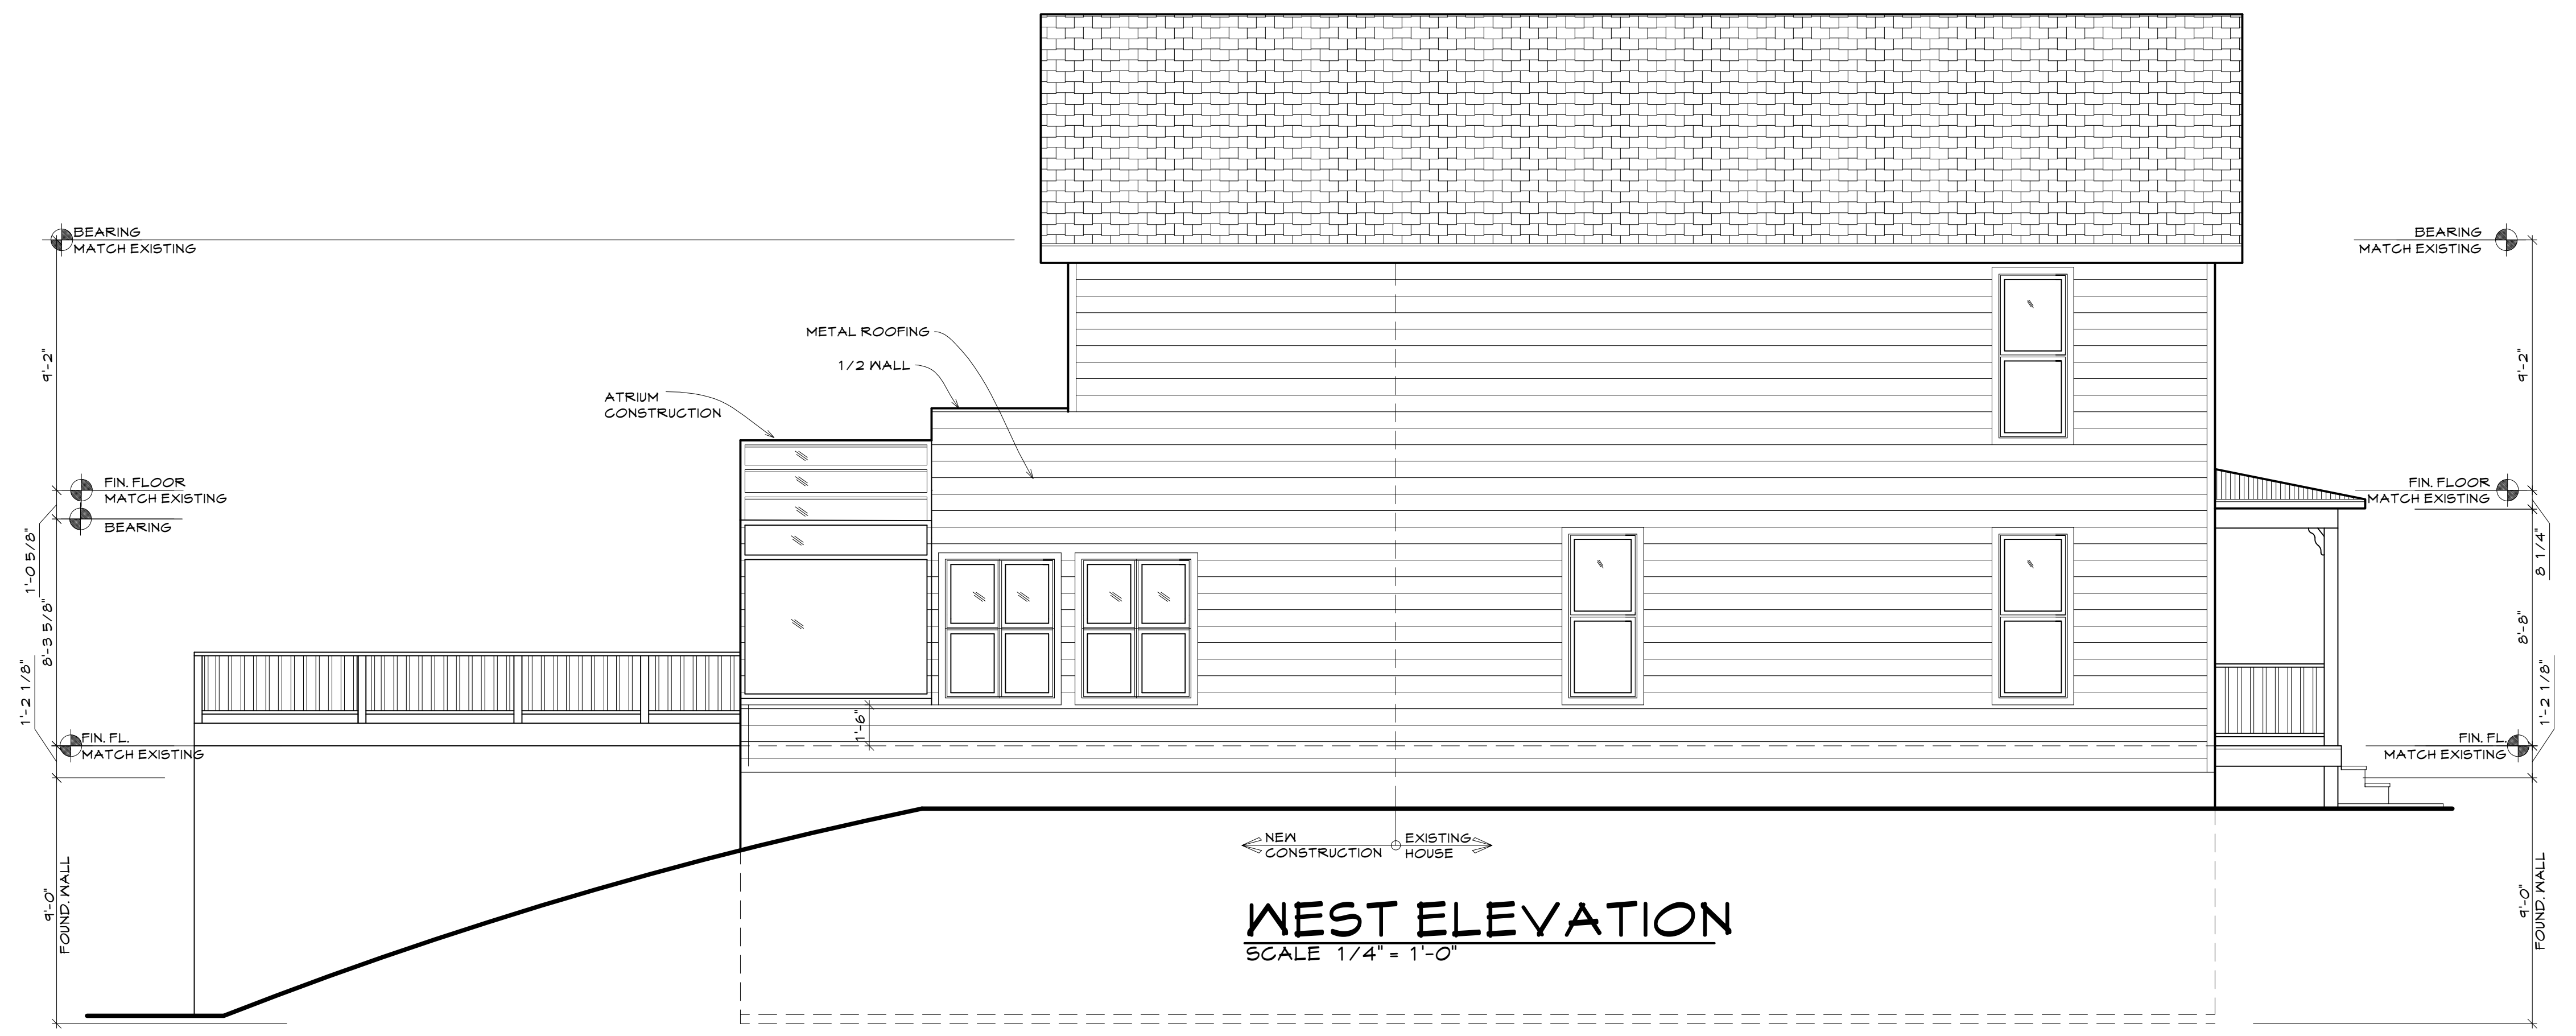 BEARING
MATCH EXISTING
BEARING
MATCH EXISTING
METAL ROOFING
1/2 WALL
ATRIUM
CONSTRUCTION
9'-2"
9'-2"
FIN. FLOOR
MATCH EXISTING
BEARING
FIN. FLOOR
MATCH EXISTING
1'-0 5/8"
8'-3 5/8"
1'-2 1/8"
8 1/4"
8'-8"
1'-2 1/8"
1'-6"
FIN. FL.
MATCH EXISTING
FIN. FL.
MATCH EXISTING
NEW
CONSTRUCTION
EXISTING
HOUSE
9'-0"
FOUND. WALL
9'-0"
FOUND. WALL
WEST ELEVATION
SCALE 1/4" = 1'-0"